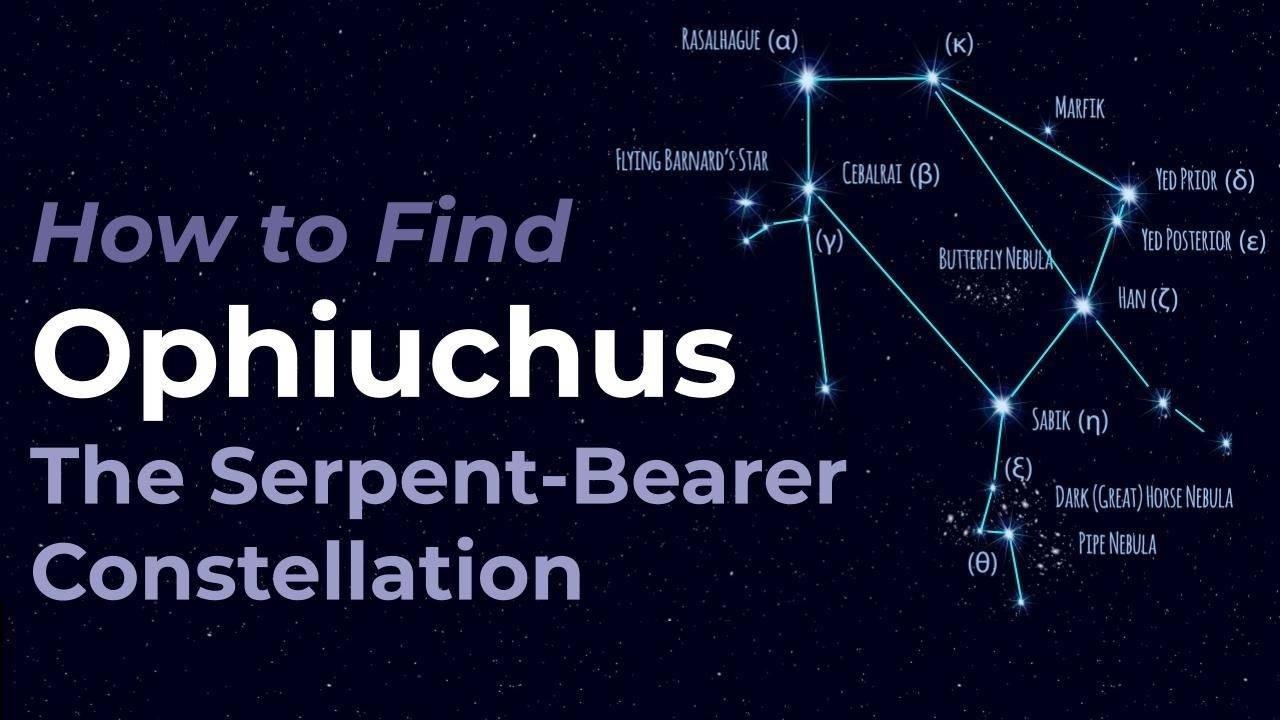 How to Find
Ophiuchus
The Serpent-Bearer
Constellation
Rasalhague (α)
(κ)
Marfik
Flying Barnard's Star
Cebalrai (β)
Yed Prior (δ)
(γ)
Yed Posterior (ε)
Butterfly Nebula
Han (ζ)
Sabik (η)
(ξ)
Dark (Great) Horse Nebula
Pipe Nebula
(θ)